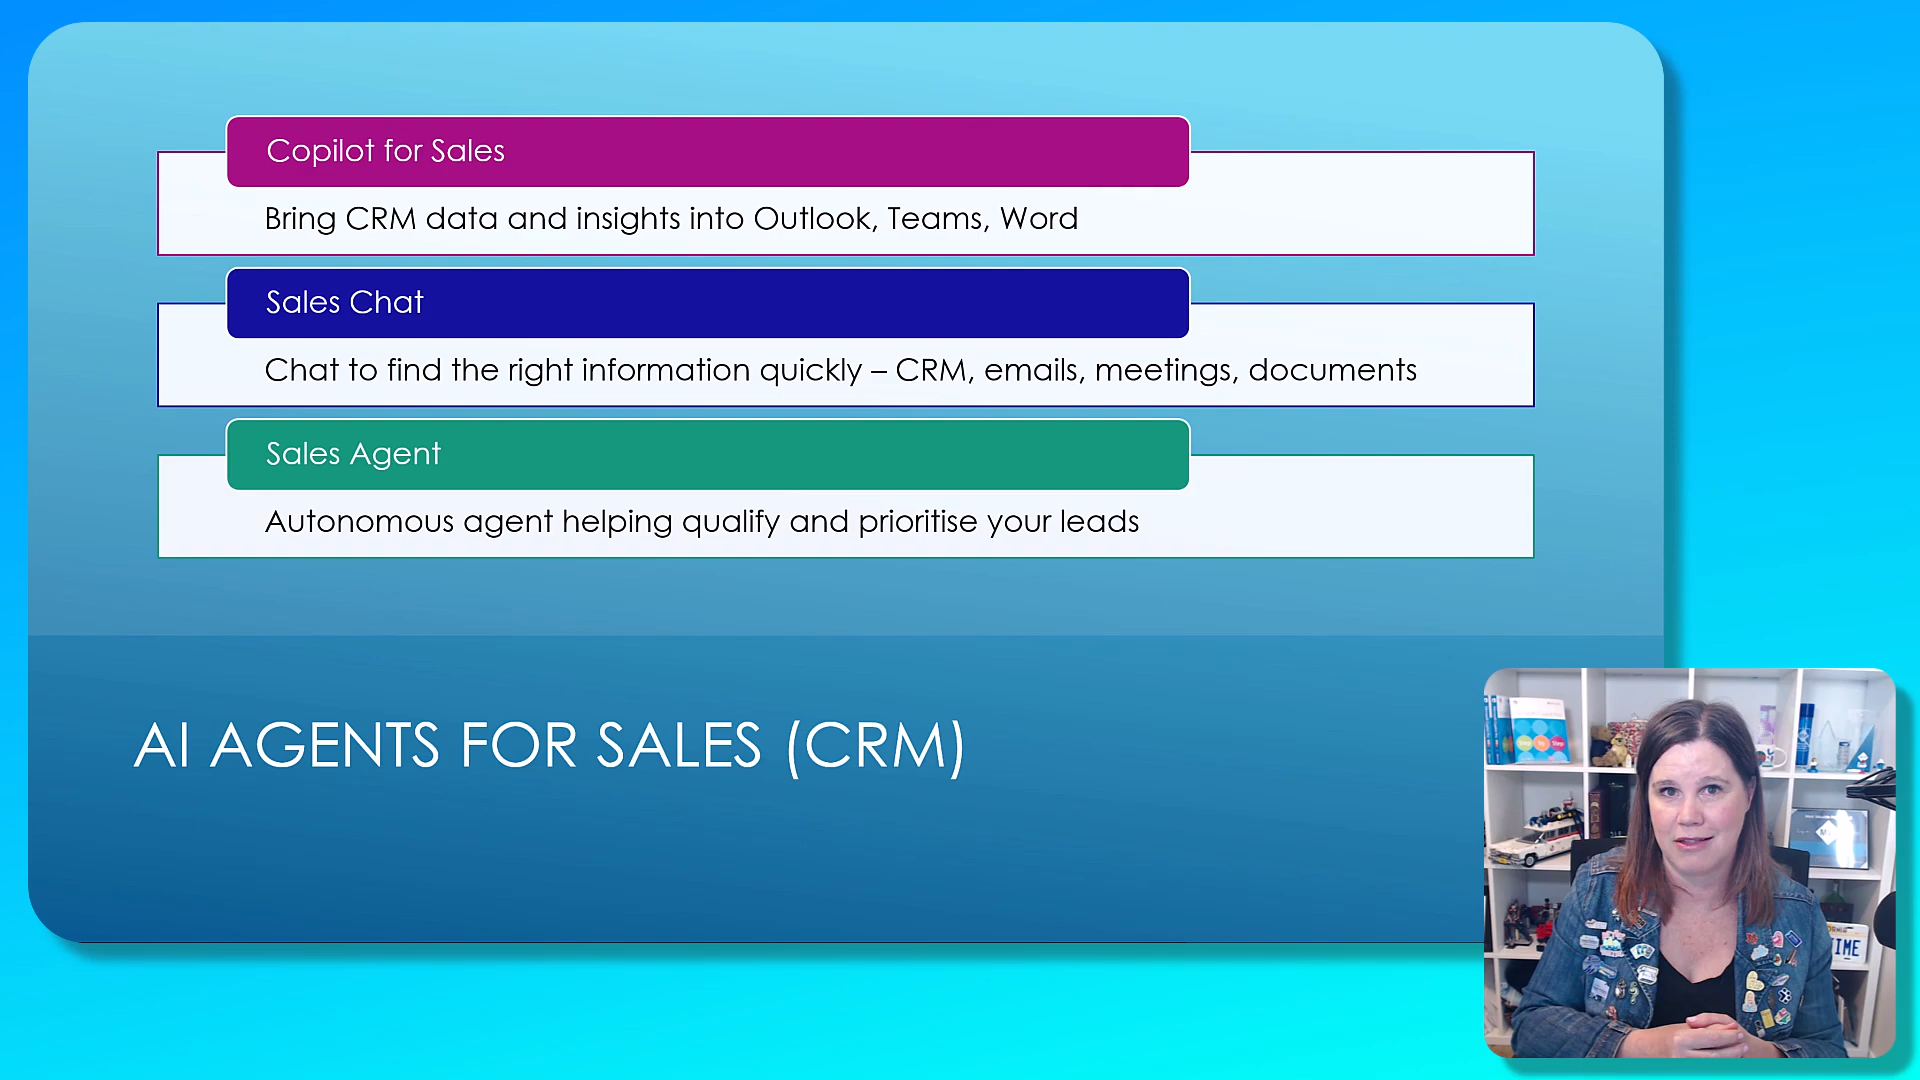 Copilot for Sales
Bring CRM data and insights into Outlook, Teams, Word
Sales Chat
Chat to find the right information quickly – CRM, emails, meetings, documents
Sales Agent
Autonomous agent helping qualify and prioritise your leads
AI AGENTS FOR SALES (CRM)
IME